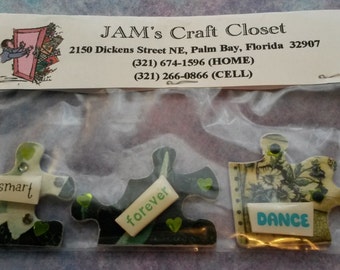 JAM's Craft Closet
2150 Dickens Street NE, Palm Bay, Florida 32907
(321) 674-1596 (HOME)
(321) 266-0866 (CELL)
smart
forever
DANCE